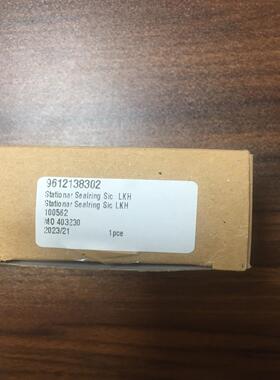 9612138302
Stationar Sealring Sic LKH
Stationar Sealring Sic LKH
100562
MO 403230
2023/21 1pce